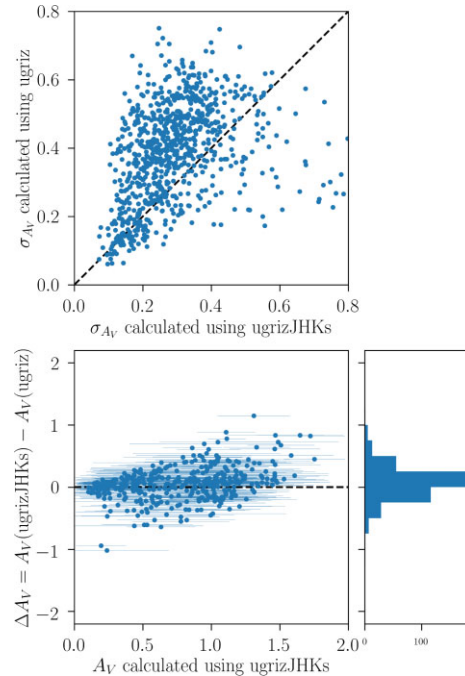 0.8
0.6
0.4
0.2
0.0
σ_{A_V} calculated using ugriz
0.0 0.2 0.4 0.6 0.8
σ_{A_V} calculated using ugrizJHKs
2
1
0
−1
−2
ΔA_V = A_V(ugrizJHKs) − A_V(ugriz)
0.0 0.5 1.0 1.5 2.0
A_V calculated using ugrizJHKs
0 100